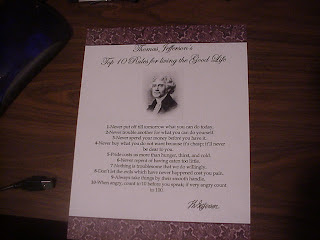 Thomas Jefferson's
Top 10 Rules for living the Good Life
1-Never put off till tomorrow what you can do today.
2-Never trouble another for what you can do yourself.
3-Never spend your money before you have it.
4-Never buy what you do not want because it's cheap; it'll never
be dear to you.
5-Pride costs us more than hunger, thirst, and cold.
6-Never repent of having eaten too little.
7-Nothing is troublesome that we do willingly.
8-Don't let the evils which have never happened cost you pain.
9-Always take things by their smooth handle.
10-When angry, count to 10 before you speak; if very angry count
to 100.
Th Jefferson